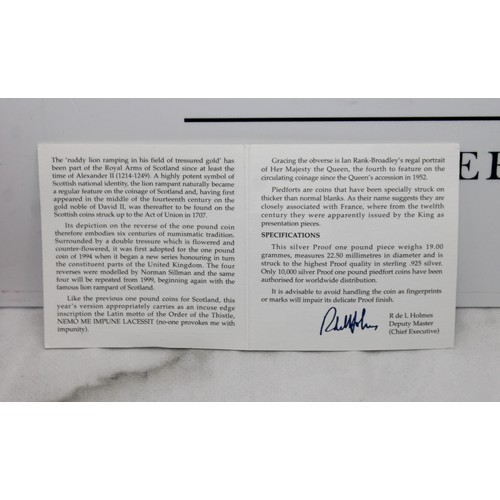 The 'ruddy lion ramping in his field of tressured gold' has
been part of the Royal Arms of Scotland since at least the
time of Alexander II (1214-1249). A highly potent symbol of
Scottish national identity, the lion rampant naturally became
a regular feature on the coinage of Scotland and, having first
appeared in the middle of the fourteenth century on the
gold noble of David II, was thereafter to be found on the
Scottish coins struck up to the Act of Union in 1707.
Its depiction on the reverse of the one pound coin
therefore embodies six centuries of numismatic tradition.
Surrounded by a double tressure which is flowered and
counter-flowered, it was first adopted for the one pound
coin of 1994 when it began a new series honouring in turn
the constituent parts of the United Kingdom. The four
reverses were modelled by Norman Sillman and the same
four will be repeated from 1999, beginning again with the
famous lion rampant of Scotland.
Like the previous one pound coins for Scotland, this
year's version appropriately carries as an incuse edge
inscription the Latin motto of the Order of the Thistle,
NEMO ME IMPUNE LACESSIT (no-one provokes me with
impunity).
Gracing the obverse is Ian Rank-Broadley's regal portrait
of Her Majesty the Queen, the fourth to feature on the
circulating coinage since the Queen's accession in 1952.
Piedforts are coins that have been specially struck on
thicker than normal blanks. As their name suggests they are
closely associated with France, where from the twelfth
century they were apparently issued by the King as
presentation pieces.
SPECIFICATIONS
This silver Proof one pound piece weighs 19.00
grammes, measures 22.50 millimetres in diameter and is
struck to the highest Proof quality in sterling .925 silver.
Only 10,000 silver Proof one pound piedfort coins have been
authorised for worldwide distribution.
It is advisable to avoid handling the coin as fingerprints
or marks will impair its delicate Proof finish.
R de L Holmes
Deputy Master
(Chief Executive)